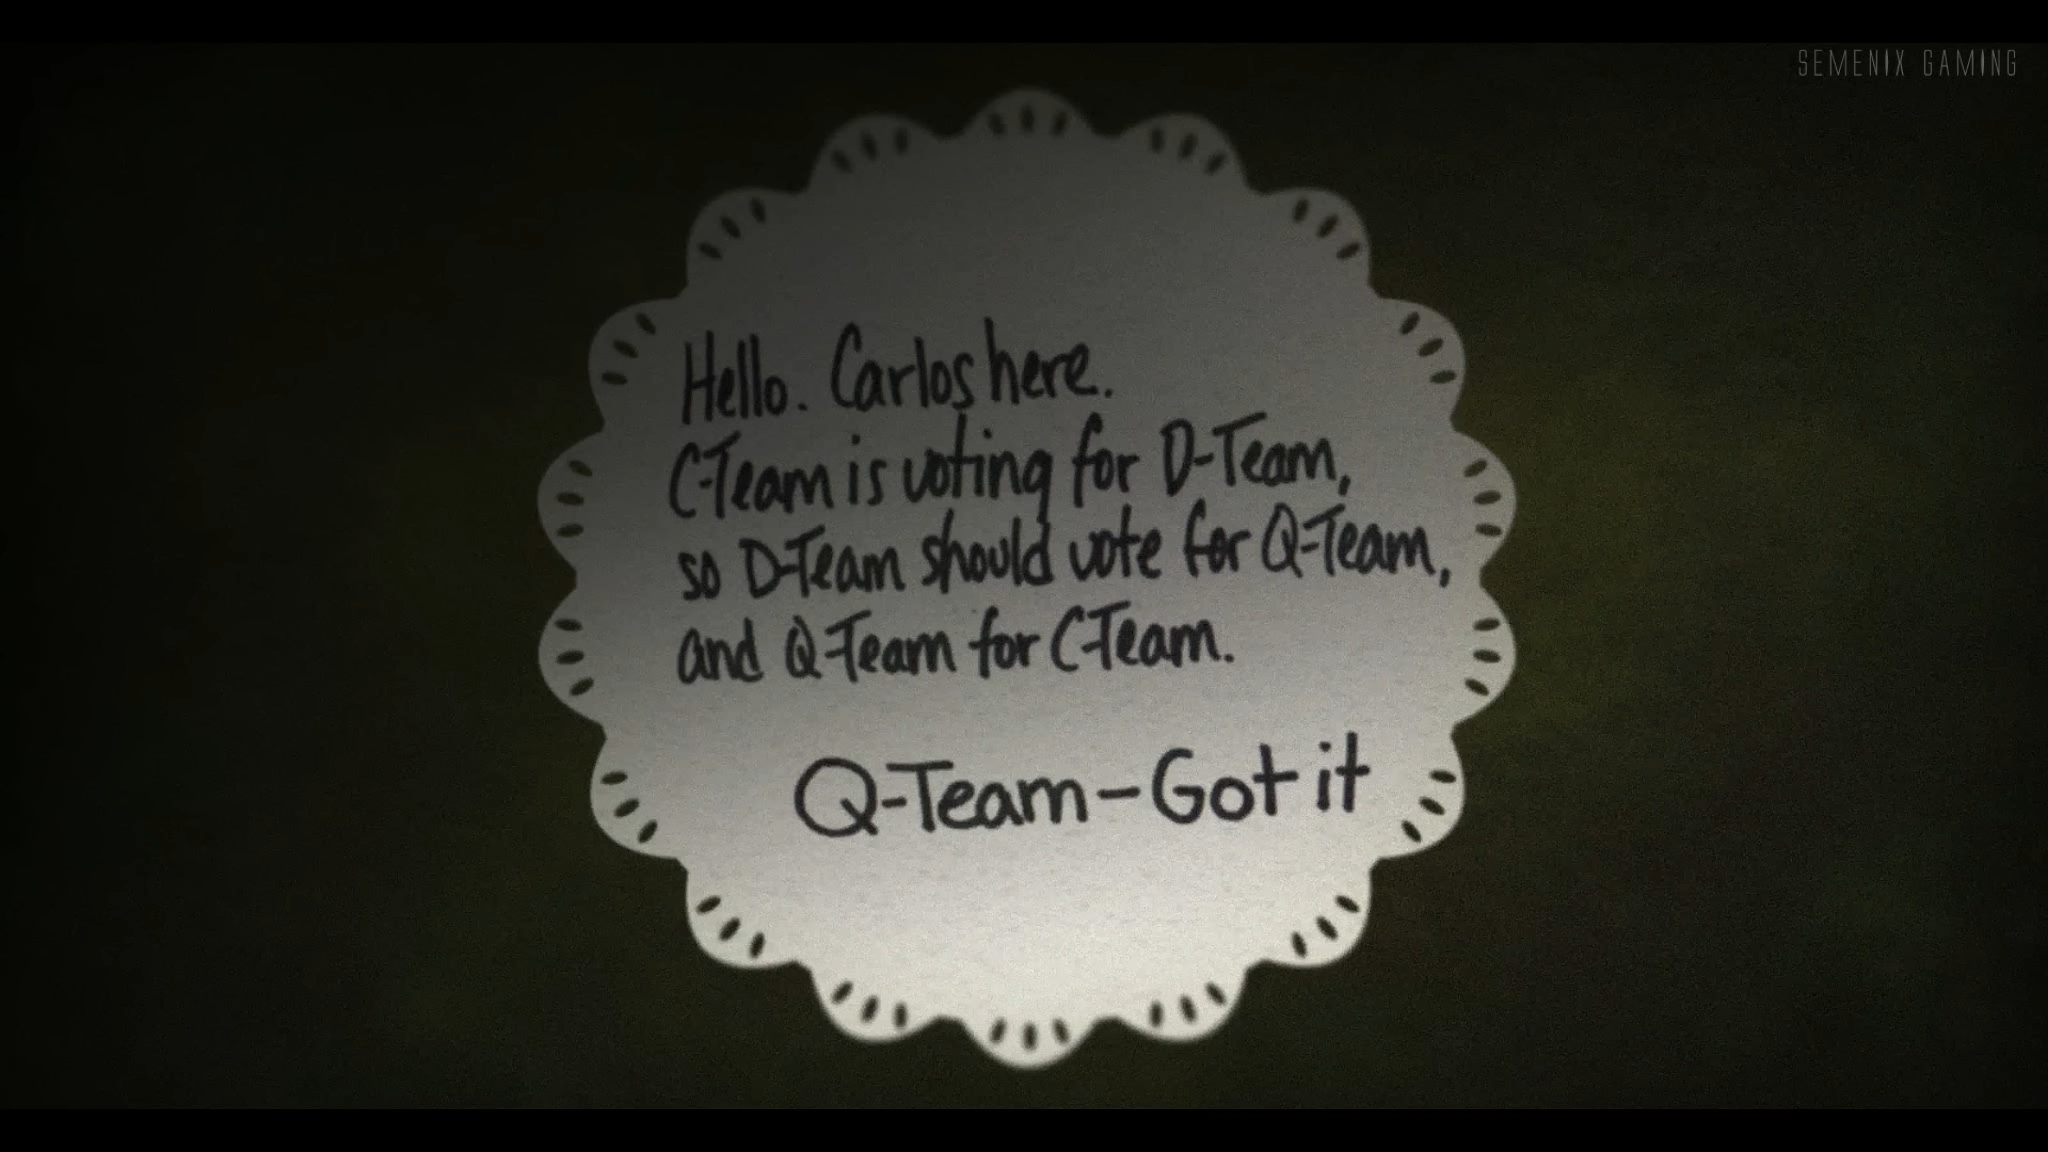 SEMENIX GAMING
Hello. Carlos here.
C-Team is voting for D-Team,
so D-Team should vote for Q-Team,
and Q-Team for C-Team.
Q-Team-Got it